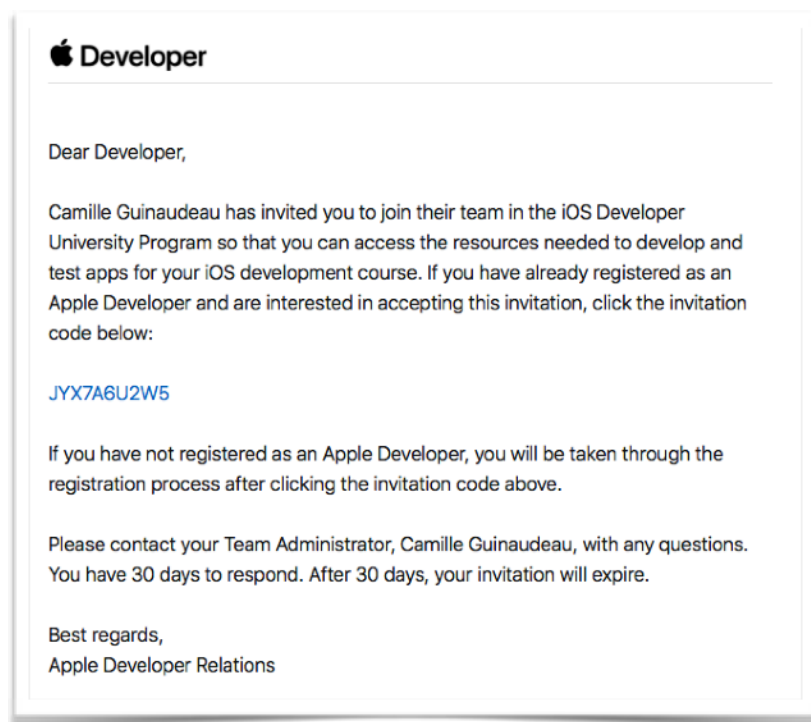 Developer
Dear Developer,
Camille Guinaudeau has invited you to join their team in the iOS Developer
University Program so that you can access the resources needed to develop and
test apps for your iOS development course. If you have already registered as an
Apple Developer and are interested in accepting this invitation, click the invitation
code below:
JYX7A6U2W5
If you have not registered as an Apple Developer, you will be taken through the
registration process after clicking the invitation code above.
Please contact your Team Administrator, Camille Guinaudeau, with any questions.
You have 30 days to respond. After 30 days, your invitation will expire.
Best regards,
Apple Developer Relations